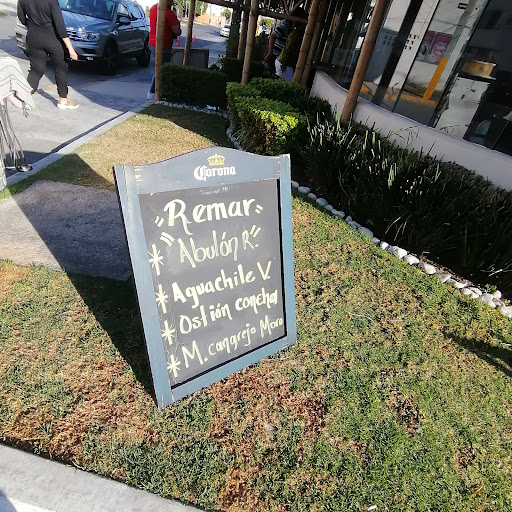 Corona
"Remar"
* "Abulón R."
* Aguachile V.
* Ostión concha
* M. cangrejo Moro